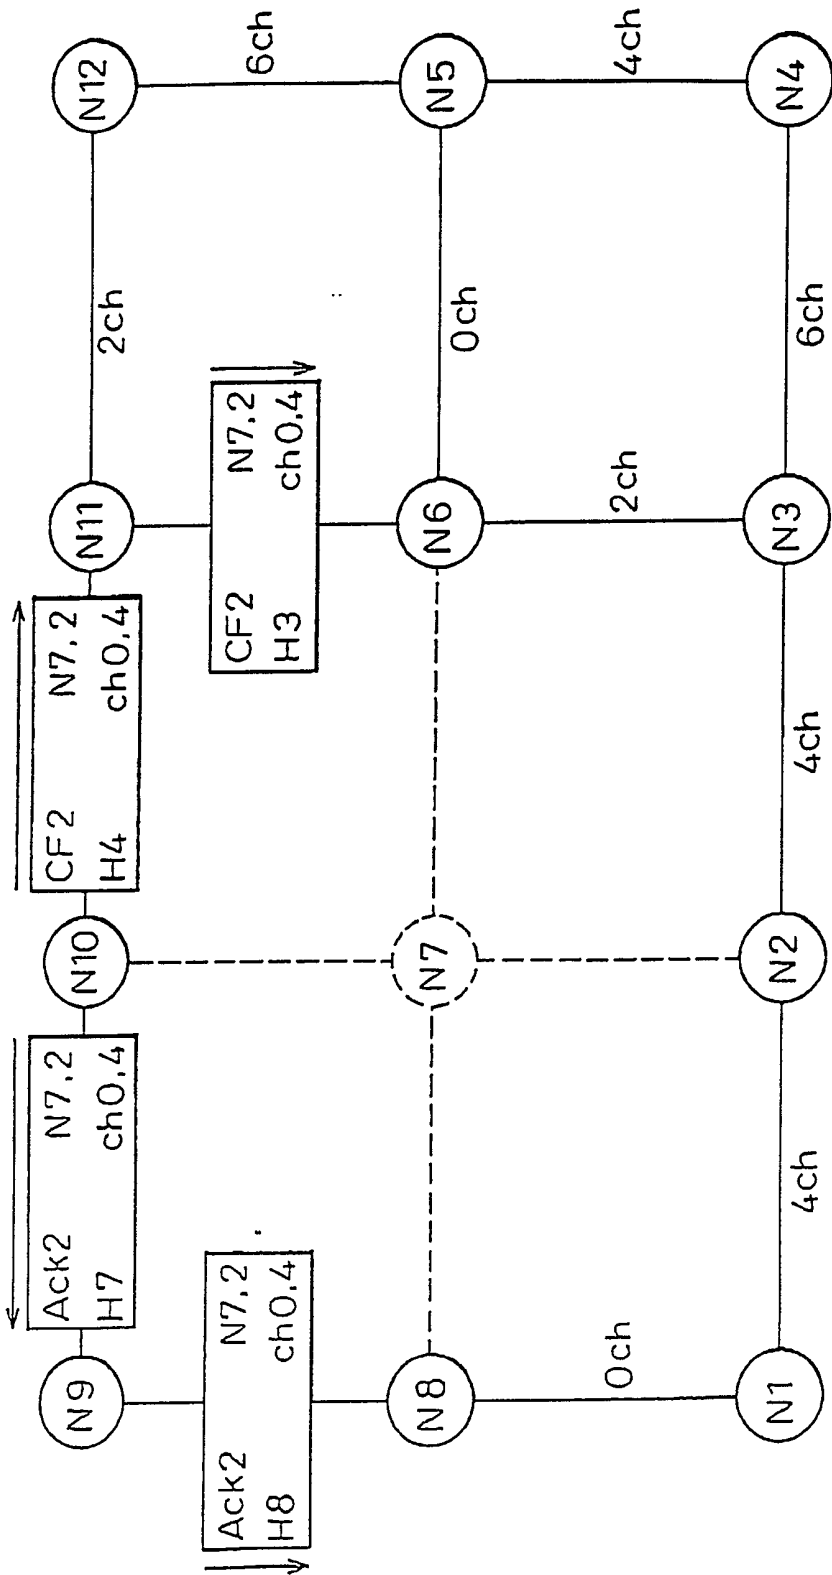 N9
Ack2 N7,2
H7 ch0,4
N10
CF2 N7,2
H4 ch0,4
N11
2ch
N12
Ack2 N7,2
H8 ch0,4
CF2 N7,2
H3 ch0,4
6ch
N8
N7
N6
0ch
N5
0ch
2ch
4ch
N1
4ch
N2
4ch
N3
6ch
N4